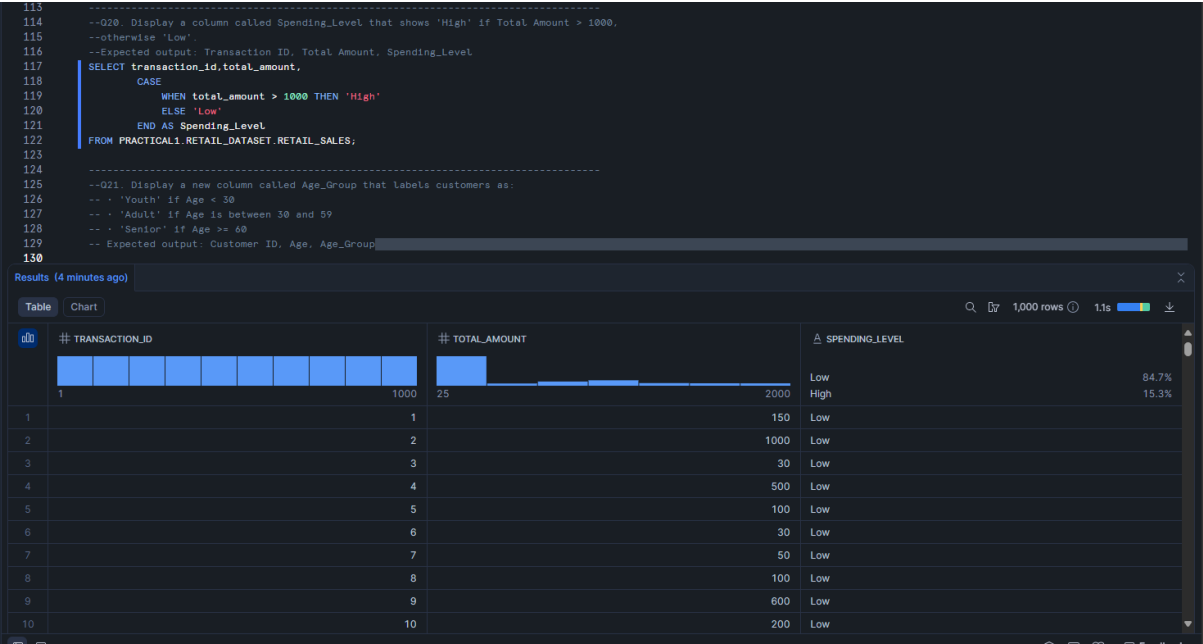 113
114 --Q20. Display a column called Spending_Level that shows 'High' if Total Amount > 1000,
115 --otherwise 'Low'.
116 --Expected output: Transaction ID, Total Amount, Spending_Level
117 SELECT transaction_id,total_amount,
118 CASE
119 WHEN total_amount > 1000 THEN 'High'
120 ELSE 'Low'
121 END AS Spending_Level
122 FROM PRACTICAL1.RETAIL_DATASET.RETAIL_SALES;
123
124 --------------------------------------------------------------------------------------
125 --Q21. Display a new column called Age_Group that labels customers as:
126 -- · 'Youth' if Age < 30
127 -- · 'Adult' if Age is between 30 and 59
128 -- · 'Senior' if Age >= 60
129 -- Expected output: Customer ID, Age, Age_Group
130
Results (4 minutes ago)
Table Chart 1,000 rows 1.1s
# TRANSACTION_ID # TOTAL_AMOUNT A SPENDING_LEVEL
Low 84.7%
1 1000 25 2000 High 15.3%
1 1 150 Low
2 2 1000 Low
3 3 30 Low
4 4 500 Low
5 5 100 Low
6 6 30 Low
7 7 50 Low
8 8 100 Low
9 9 600 Low
10 10 200 Low